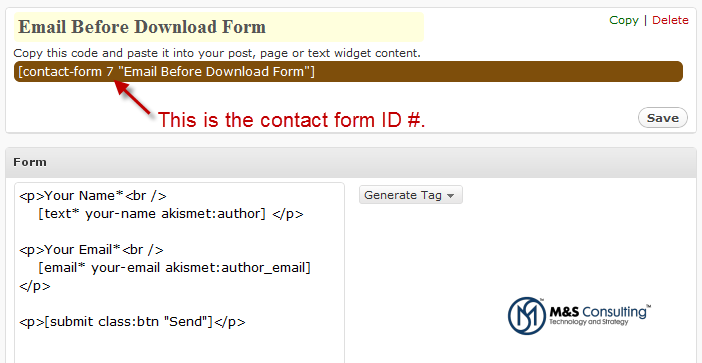 Email Before Download Form
Copy | Delete
Copy this code and paste it into your post, page or text widget content.
[contact-form 7 "Email Before Download Form"]
This is the contact form ID #.
Save
Form
<p>Your Name*<br />
[text* your-name akismet:author] </p>
<p>Your Email*<br />
[email* your-email akismet:author_email]
</p>
<p>[submit class:btn "Send"]</p>
Generate Tag
MS
M&S Consulting™
Technology and Strategy